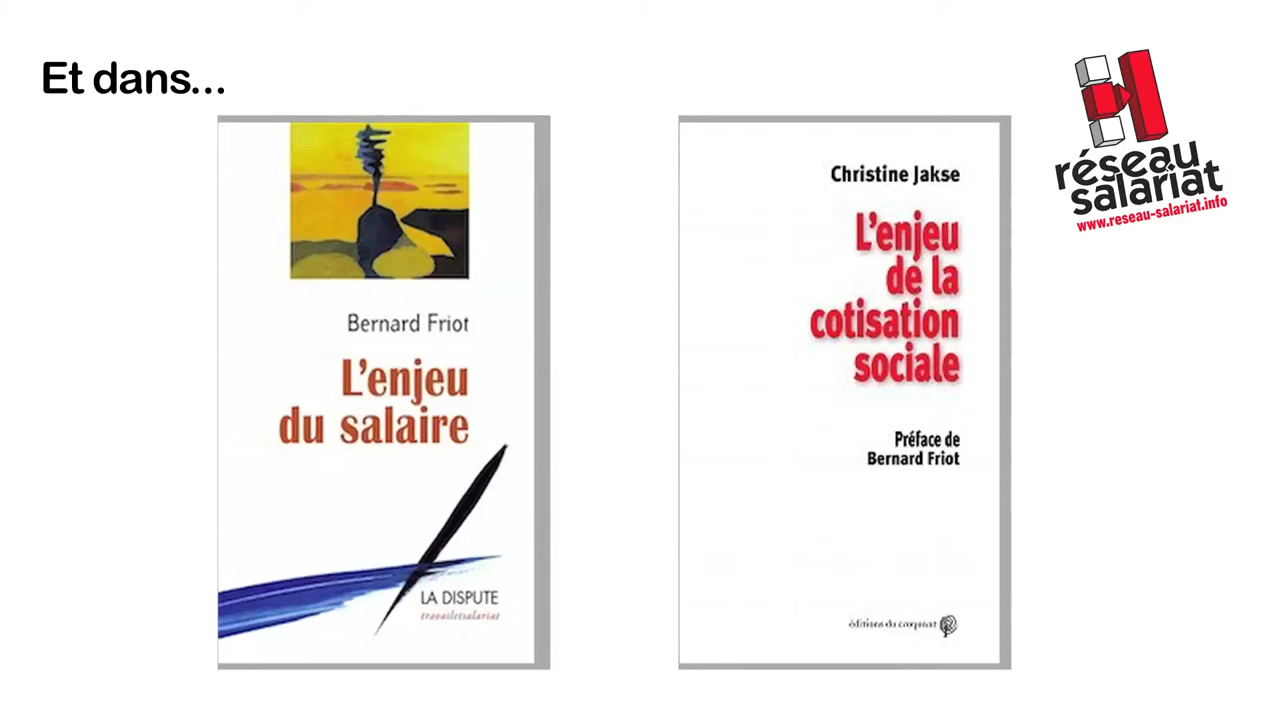 Et dans...
Bernard Friot
L'enjeu
du salaire
LA DISPUTE
travailetsalariat
Christine Jakse
L'enjeu
de la
cotisation
sociale
Préface de
Bernard Friot
éditions du croquant
réseau
salariat
www.reseau-salariat.info